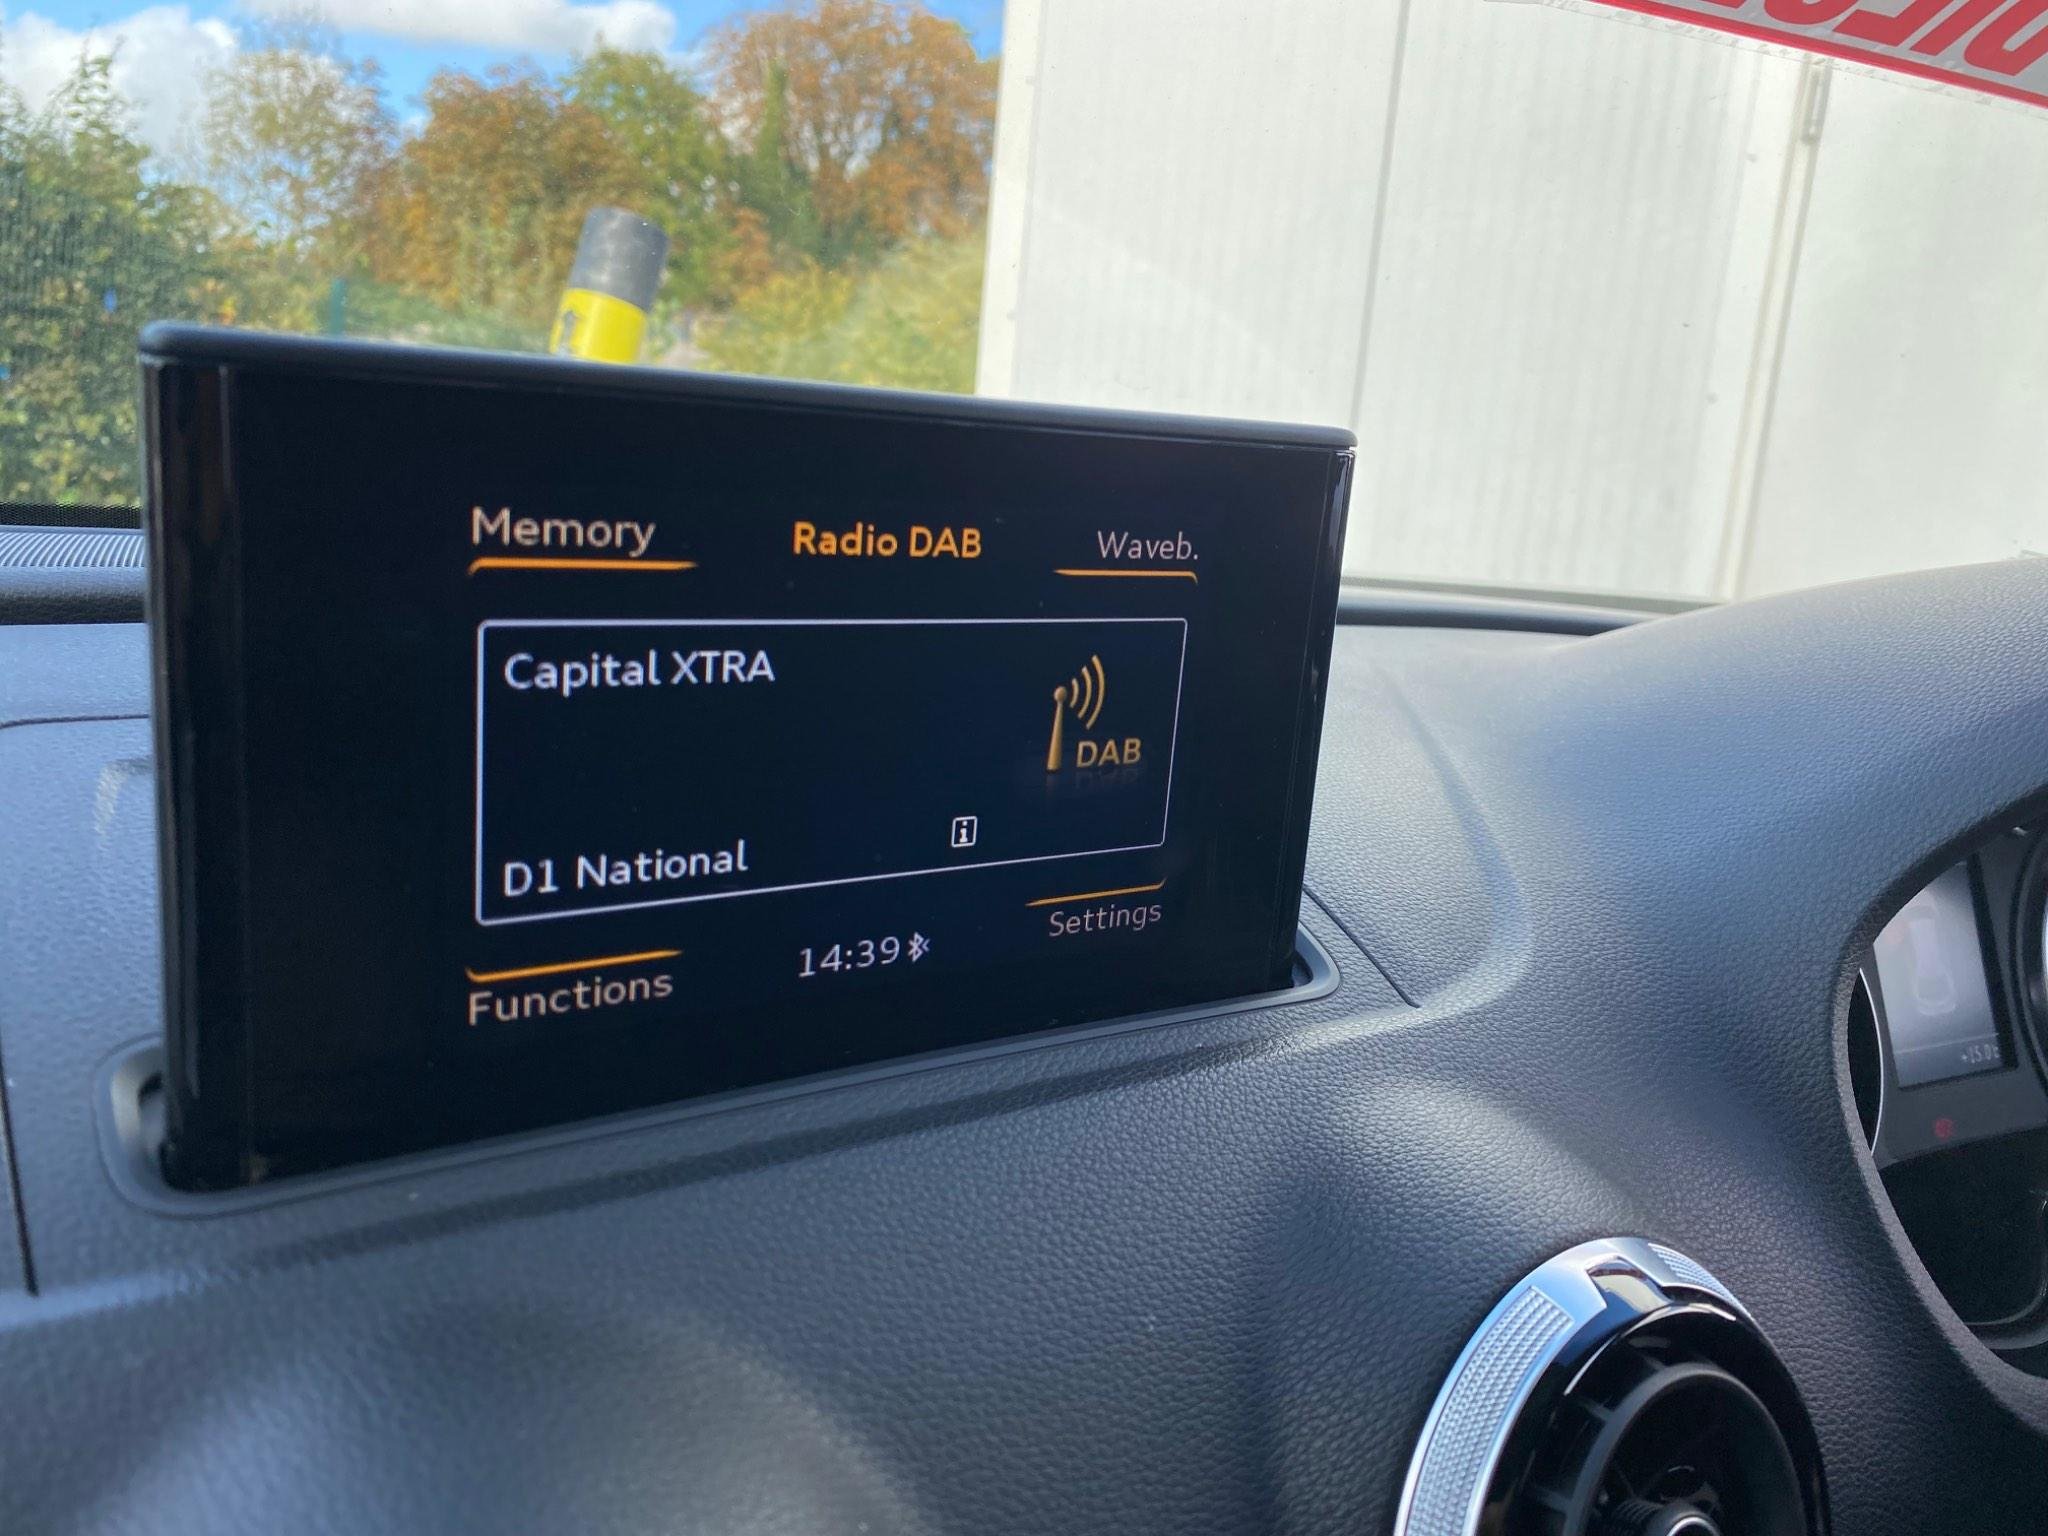 Memory
Radio DAB
Waveb.
Capital XTRA
DAB
D1 National
Settings
14:39
Functions